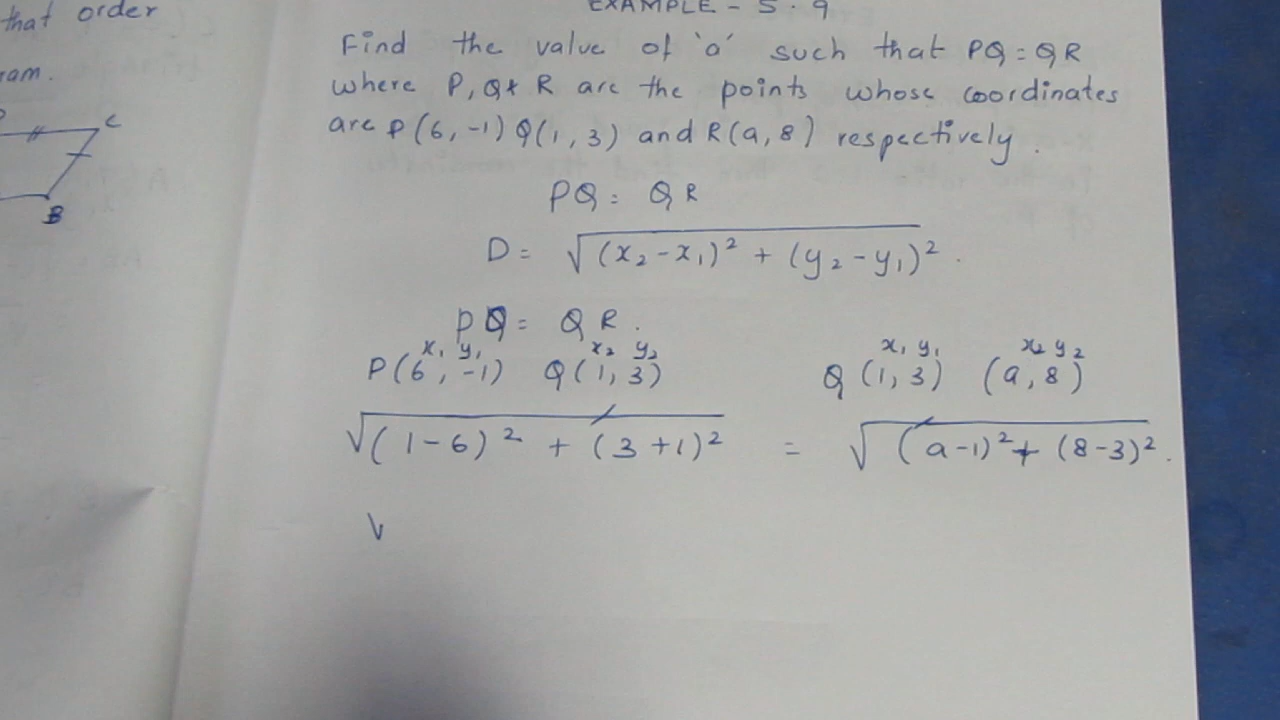 that order
ram.
C
B
EXAMPLE - 5.9
Find the value of 'a' such that PQ = QR
where P, Q & R are the points whose coordinates
are P(6, -1) Q(1, 3) and R(a, 8) respectively.
PQ = QR
D = √(x₂-x₁)² + (y₂-y₁)².
PQ = QR.
x₁ y₁ x₂ y₂ x₁ y₁ x₂ y₂
P(6, -1) Q(1, 3) Q(1, 3) (a, 8)
√(1-6)² + (3+1)² = √(a-1)² + (8-3)².